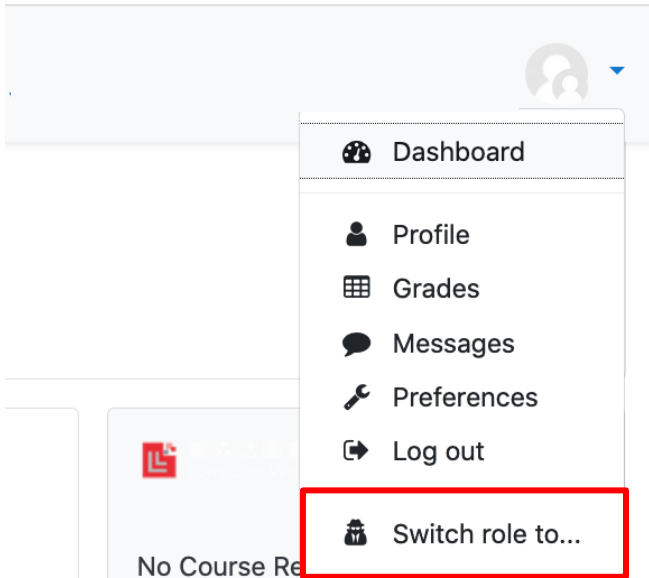 Dashboard
Profile
Grades
Messages
Preferences
Log out
Switch role to...
No Course Re